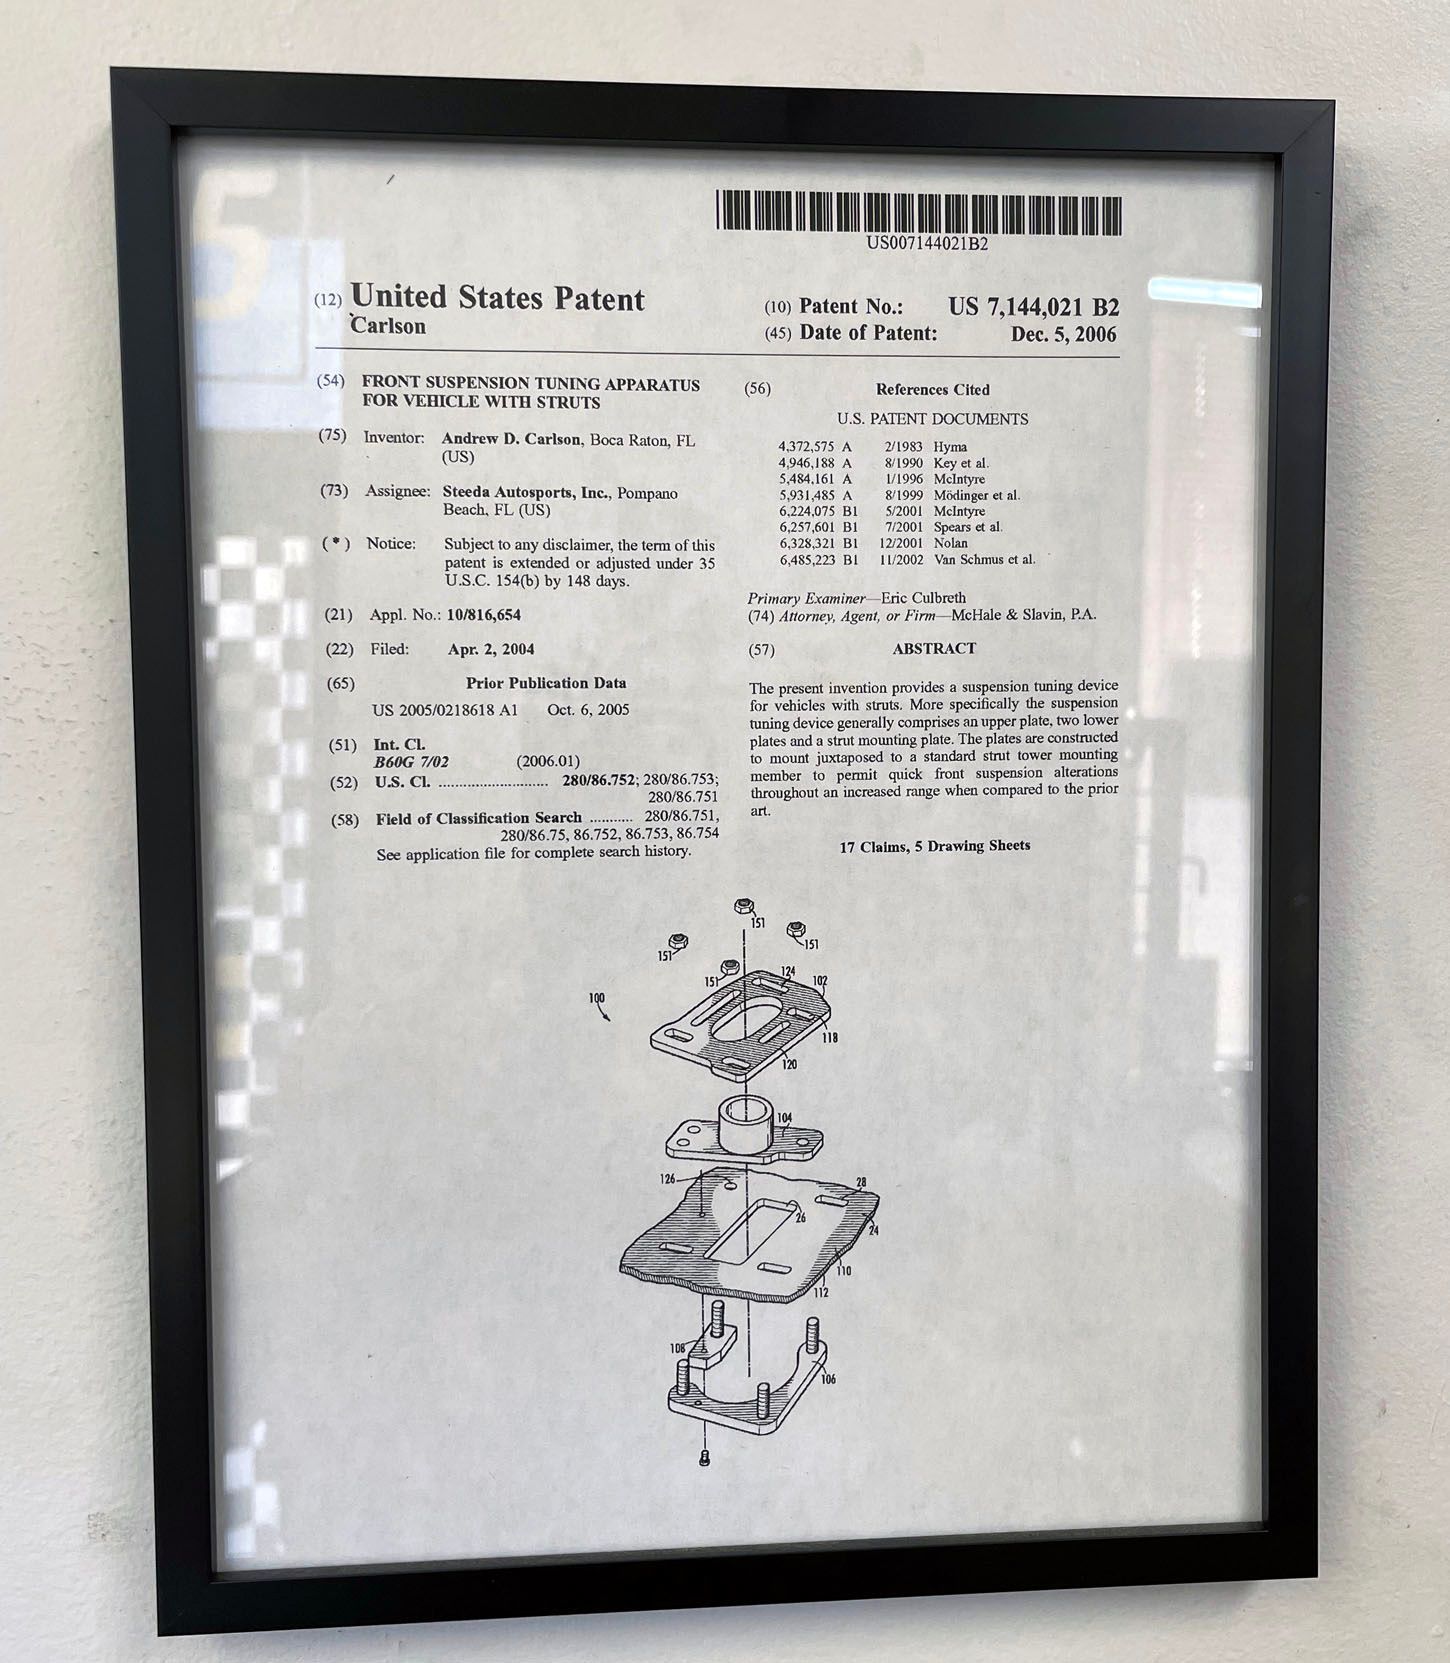 US007144021B2
(12) United States Patent
Carlson
(10) Patent No.: US 7,144,021 B2
(45) Date of Patent: Dec. 5, 2006
(54) FRONT SUSPENSION TUNING APPARATUS
FOR VEHICLE WITH STRUTS
(75) Inventor: Andrew D. Carlson, Boca Raton, FL
(US)
(73) Assignee: Steeda Autosports, Inc., Pompano
Beach, FL (US)
( * ) Notice: Subject to any disclaimer, the term of this
patent is extended or adjusted under 35
U.S.C. 154(b) by 148 days.
(21) Appl. No.: 10/816,654
(22) Filed: Apr. 2, 2004
(65) Prior Publication Data
US 2005/0218618 A1 Oct. 6, 2005
(51) Int. Cl.
B60G 7/02 (2006.01)
(52) U.S. Cl. ............................ 280/86.752; 280/86.753;
280/86.751
(58) Field of Classification Search ........... 280/86.751,
280/86.75, 86.752, 86.753, 86.754
See application file for complete search history.
(56) References Cited
U.S. PATENT DOCUMENTS
4,372,575 A 2/1983 Hyma
4,946,188 A 8/1990 Key et al.
5,484,161 A 1/1996 McIntyre
5,931,485 A 8/1999 Mödinger et al.
6,224,075 B1 5/2001 McIntyre
6,257,601 B1 7/2001 Spears et al.
6,328,321 B1 12/2001 Nolan
6,485,223 B1 11/2002 Van Schmus et al.
Primary Examiner—Eric Culbreth
(74) Attorney, Agent, or Firm—McHale & Slavin, P.A.
(57) ABSTRACT
The present invention provides a suspension tuning device
for vehicles with struts. More specifically the suspension
tuning device generally comprises an upper plate, two lower
plates and a strut mounting plate. The plates are constructed
to mount juxtaposed to a standard strut tower mounting
member to permit quick front suspension alterations
throughout an increased range when compared to the prior
art.
17 Claims, 5 Drawing Sheets
151
151
151
151
124
102
100
118
120
104
126
28
26
24
110
112
108
106
5